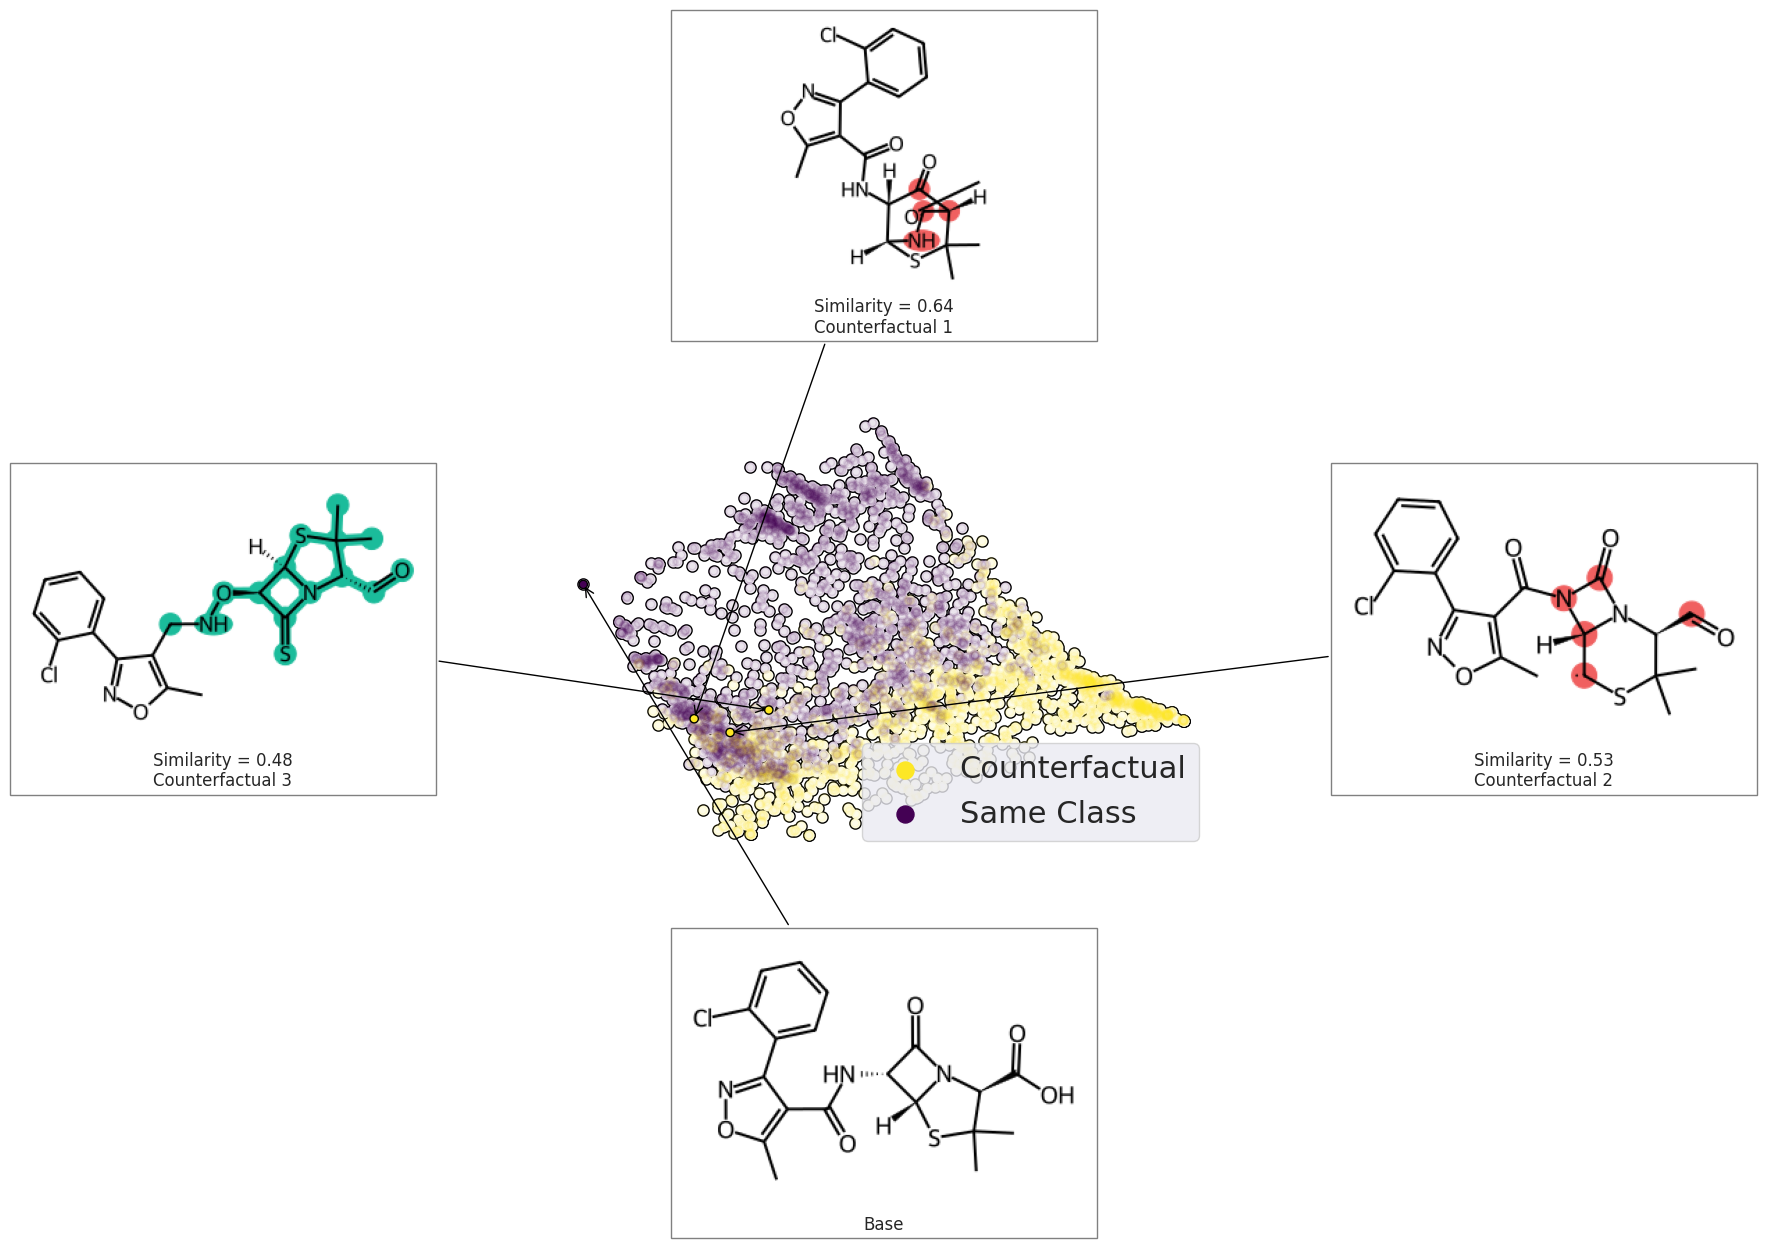 Cl
N
O
O
HN
H
O
O
H
NH
H
S
Similarity = 0.64
Counterfactual 1
S
H
O
N
O
NH
S
Cl
N
O
Similarity = 0.48
Counterfactual 3
O
O
Cl
N
N
H
O
N
O
S
Similarity = 0.53
Counterfactual 2
Counterfactual
Same Class
Cl
O
O
HN
N
OH
N
H
O
S
O
Base